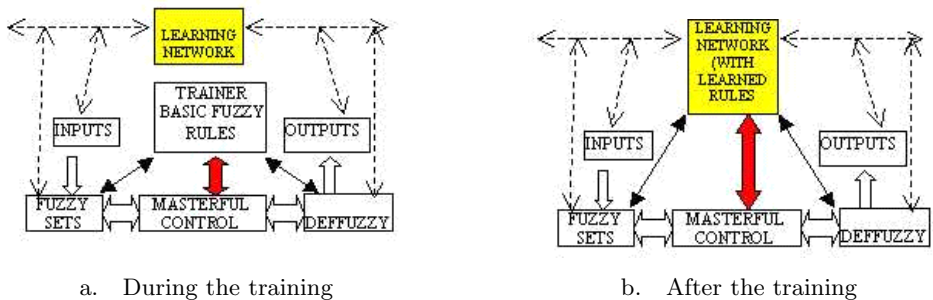 LEARNING
NETWORK
TRAINER
BASIC FUZZY
RULES
INPUTS
OUTPUTS
FUZZY
SETS
MASTERFUL
CONTROL
DEFFUZZY
a. During the training
LEARNING
NETWORK
(WITH
LEARNED
RULES
INPUTS
OUTPUTS
FUZZY
SETS
MASTERFUL
CONTROL
DEFFUZZY
b. After the training